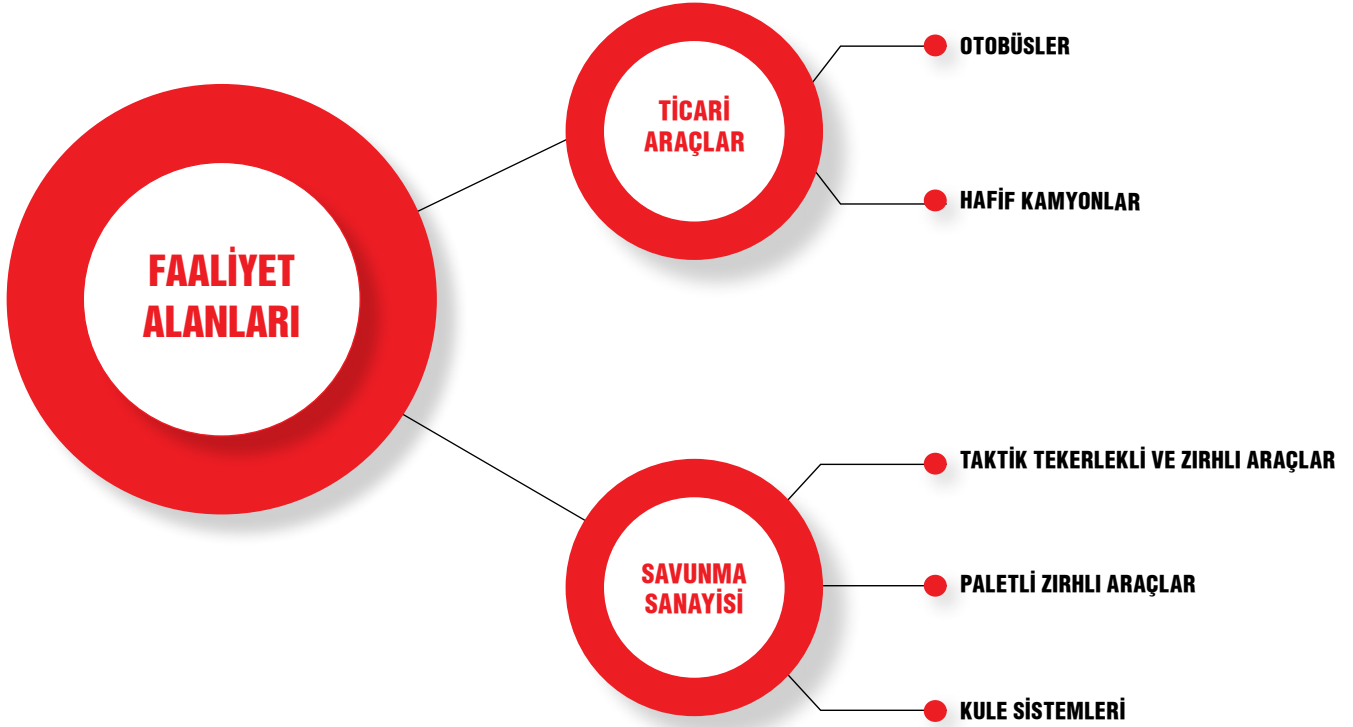 FAALİYET
ALANLARI
TİCARİ
ARAÇLAR
OTOBÜSLER
HAFİF KAMYONLAR
SAVUNMA
SANAYİSİ
TAKTİK TEKERLEKLİ VE ZIRHLI ARAÇLAR
PALETLİ ZIRHLI ARAÇLAR
KULE SİSTEMLERİ